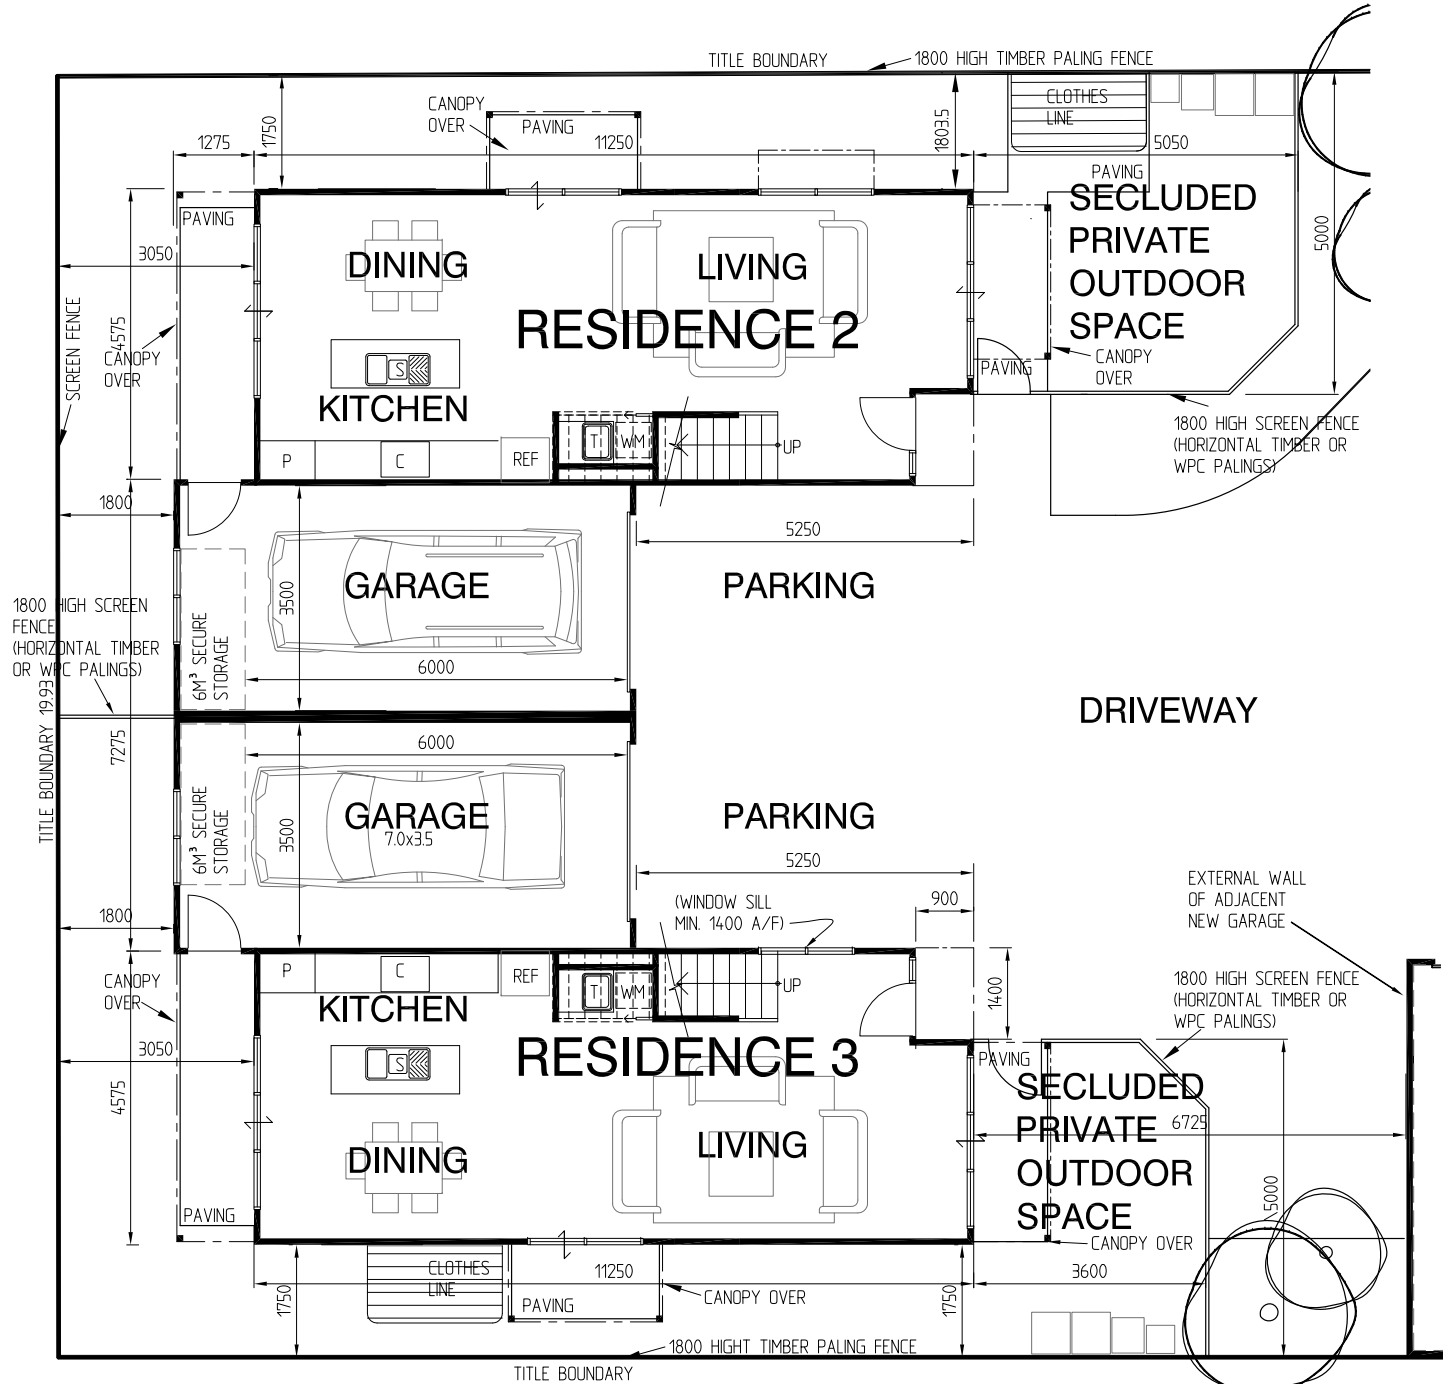 TITLE BOUNDARY
1800 HIGH TIMBER PALING FENCE
CANOPY
OVER
PAVING
CLOTHES
LINE
1275
1750
11250
1803.5
5050
PAVING
PAVING
SECLUDED
PRIVATE
OUTDOOR
SPACE
5000
3050
DINING
LIVING
RESIDENCE 2
SCREEN FENCE
4575
CANOPY
OVER
S
KITCHEN
PAVING
CANOPY
OVER
1800 HIGH SCREEN FENCE
(HORIZONTAL TIMBER OR
WPC PALINGS)
P
C
REF
TI
WM
UP
1800
5250
GARAGE
3500
PARKING
1800 HIGH SCREEN
FENCE
(HORIZONTAL TIMBER
OR WPC PALINGS)
6M³ SECURE
STORAGE
6000
TITLE BOUNDARY 19.93
7275
DRIVEWAY
6000
GARAGE
7.0x3.5
3500
6M³ SECURE
STORAGE
PARKING
5250
1800
(WINDOW SILL
MIN. 1400 A/F)
900
EXTERNAL WALL
OF ADJACENT
NEW GARAGE
P
C
REF
TI
WM
UP
1400
CANOPY
OVER
KITCHEN
1800 HIGH SCREEN FENCE
(HORIZONTAL TIMBER OR
WPC PALINGS)
3050
S
RESIDENCE 3
PAVING
4575
SECLUDED
PRIVATE
OUTDOOR
SPACE
6725
DINING
LIVING
5000
PAVING
CANOPY OVER
CLOTHES
LINE
11250
3600
1750
PAVING
CANOPY OVER
1750
1800 HIGHT TIMBER PALING FENCE
TITLE BOUNDARY